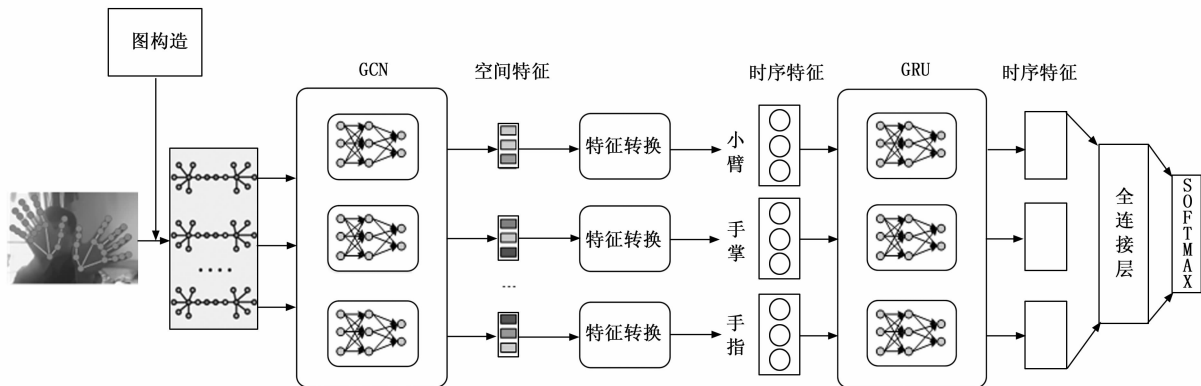 图构造
GCN
空间特征
时序特征
GRU
时序特征
特征转换
小臂
特征转换
手掌
...
特征转换
手指
....
全连接层
SOFTMAX